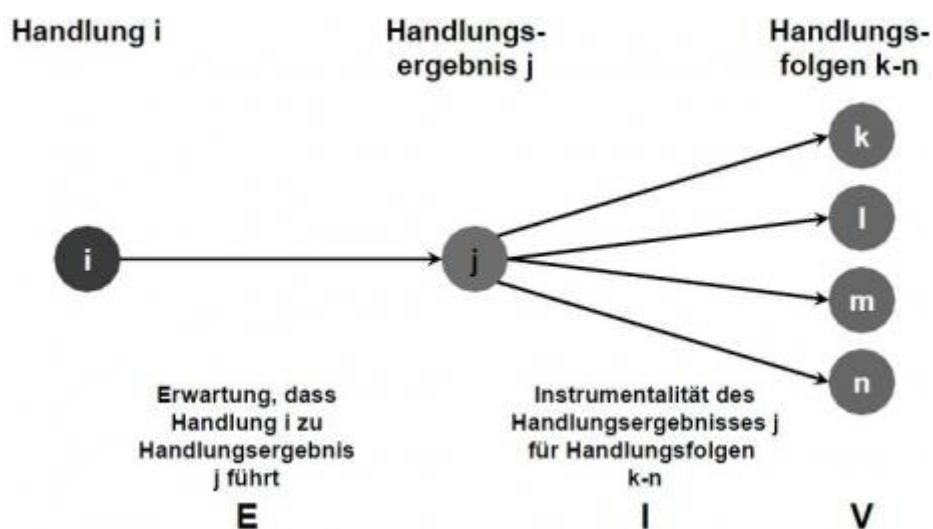 Handlung i
Handlungs-
ergebnis j
Handlungs-
folgen k-n
k
l
i
j
m
n
Erwartung, dass
Handlung i zu
Handlungsergebnis
j führt
Instrumentalität des
Handlungsergebnisses j
für Handlungsfolgen
k-n
E
I
V